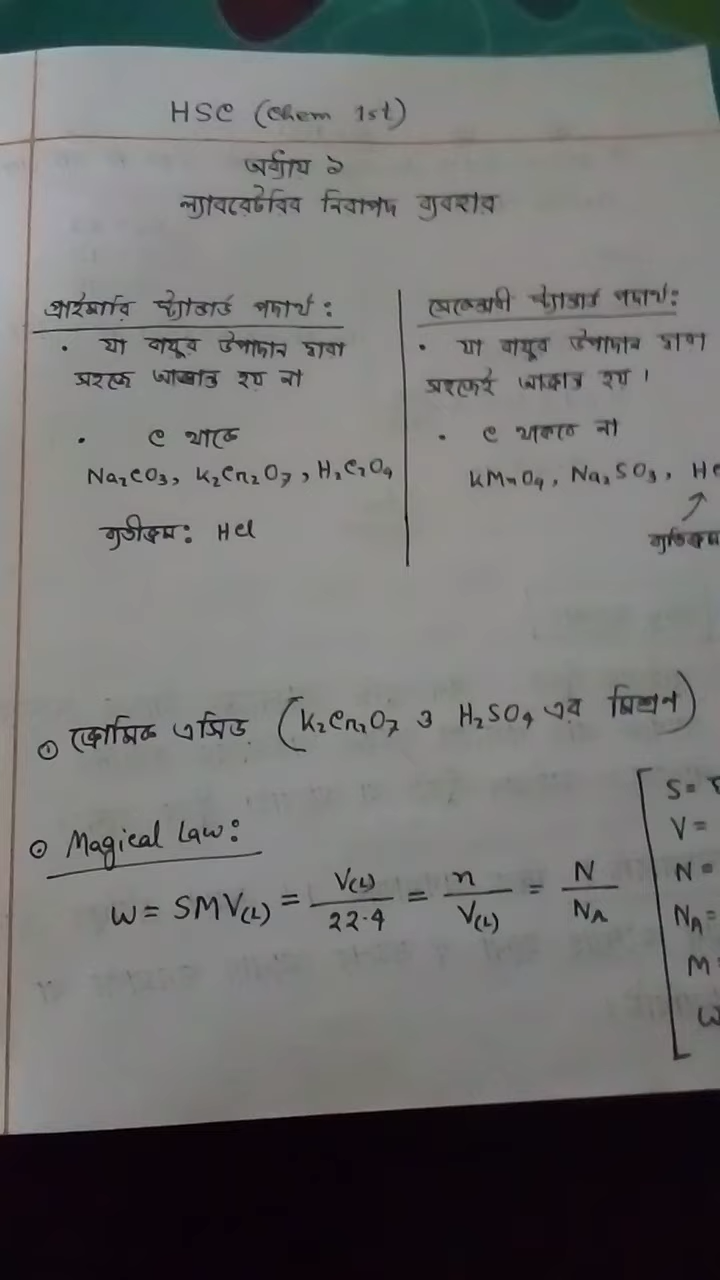 HSC (Chem 1st)
অধ্যায় ১
ল্যাবরেটরির নিরাপদ ব্যবহার
প্রাইমারি স্ট্যান্ডার্ড পদার্থ :
• যা বায়ুর উপাদান দ্বারা
সহজে আক্রান্ত হয় না
• C থাকে
Na₂CO₃, K₂Cr₂O₇, H₂C₂O₄
ব্যতীক্রম: HCl
সেকেন্ডারী স্ট্যান্ডার্ড পদার্থ:
• যা বায়ুর উপাদান দ্বারা
সহজেই আক্রান্ত হয়।
• C থাকবে না
KMnO₄, Na₂SO₃,
↗
ব্যতিক্রম
ক্রোমিক এসিড (K₂Cr₂O₇ ও H₂SO₄ এর মিশ্রণ)
Magical Law:
W = SMV(L) = V(L)/22.4 = n/V(L) = N/NA
S=
V =
N =
NA =
M
W